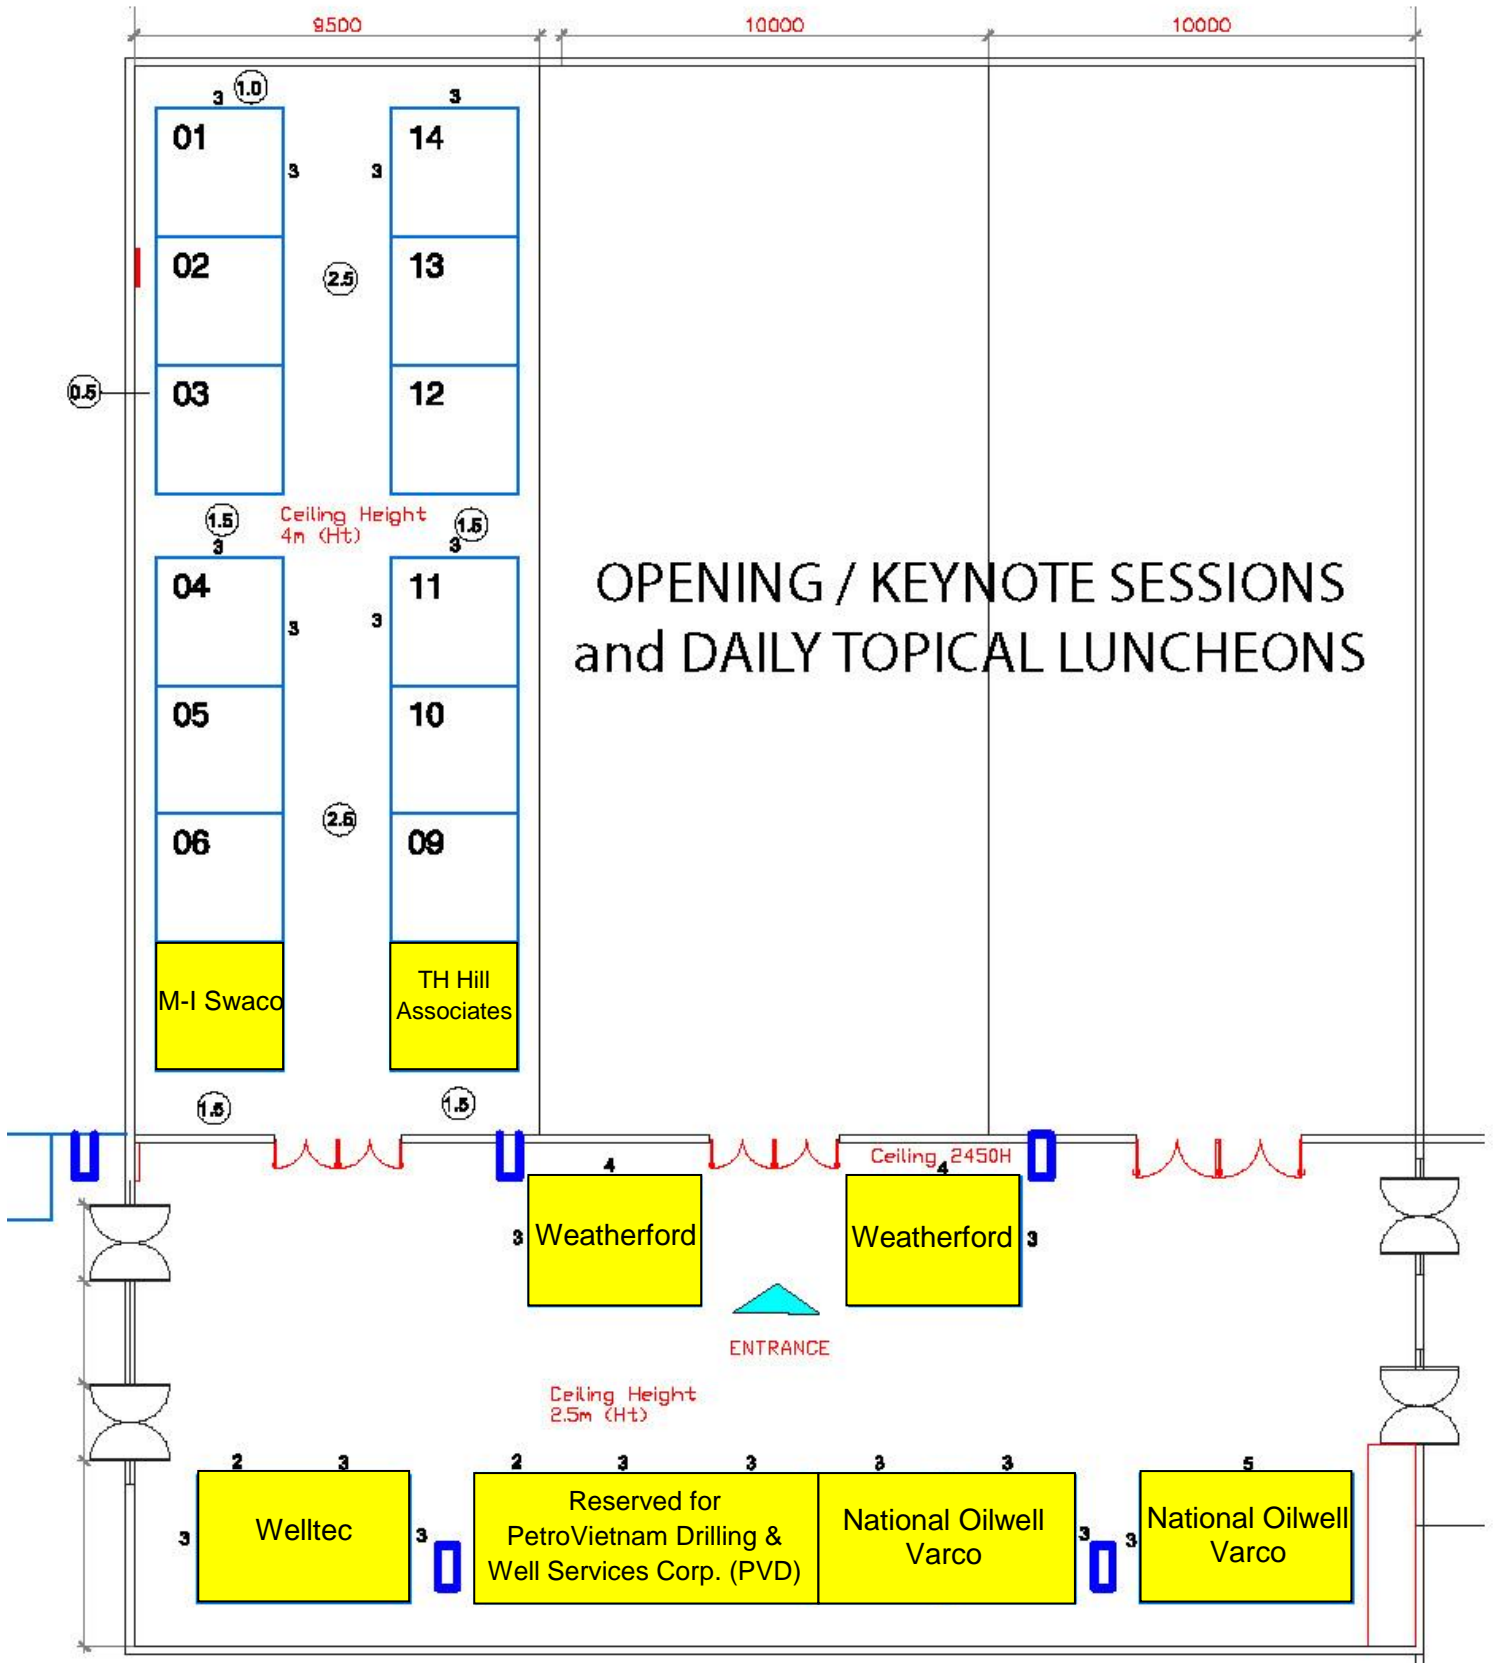 9500
10000
10000
3
1.0
3
01
14
3
3
02
13
2.5
03
12
0.5
1.5
Ceiling Height
4m (Ht)
1.5
3
3
04
11
3
3
OPENING / KEYNOTE SESSIONS
and DAILY TOPICAL LUNCHEONS
05
10
06
09
2.5
M-I Swaco
TH Hill
Associates
1.5
1.5
Ceiling 2450H
4
4
3
Weatherford
Weatherford
3
ENTRANCE
Ceiling Height
2.5m (Ht)
2
3
2
3
3
3
3
5
3
Welltec
3
Reserved for
PetroVietnam Drilling &
Well Services Corp. (PVD)
National Oilwell
Varco
3
3
National Oilwell
Varco